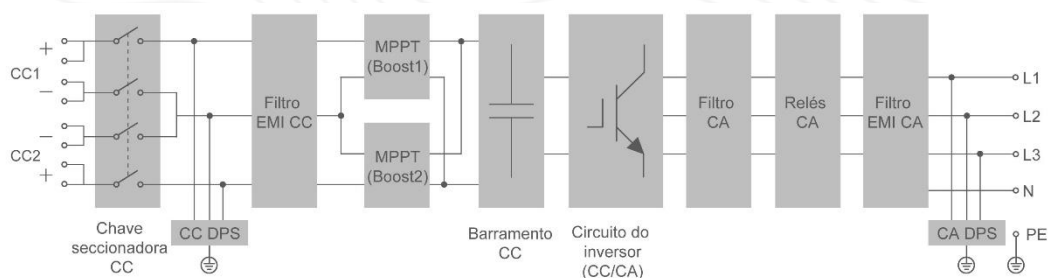 +
CC1
−
−
CC2
+
Chave
seccionadora
CC
CC DPS
Filtro
EMI CC
MPPT
(Boost1)
MPPT
(Boost2)
Barramento
CC
Circuito do
inversor
(CC/CA)
Filtro
CA
Relés
CA
Filtro
EMI CA
CA DPS
L1
L2
L3
N
PE